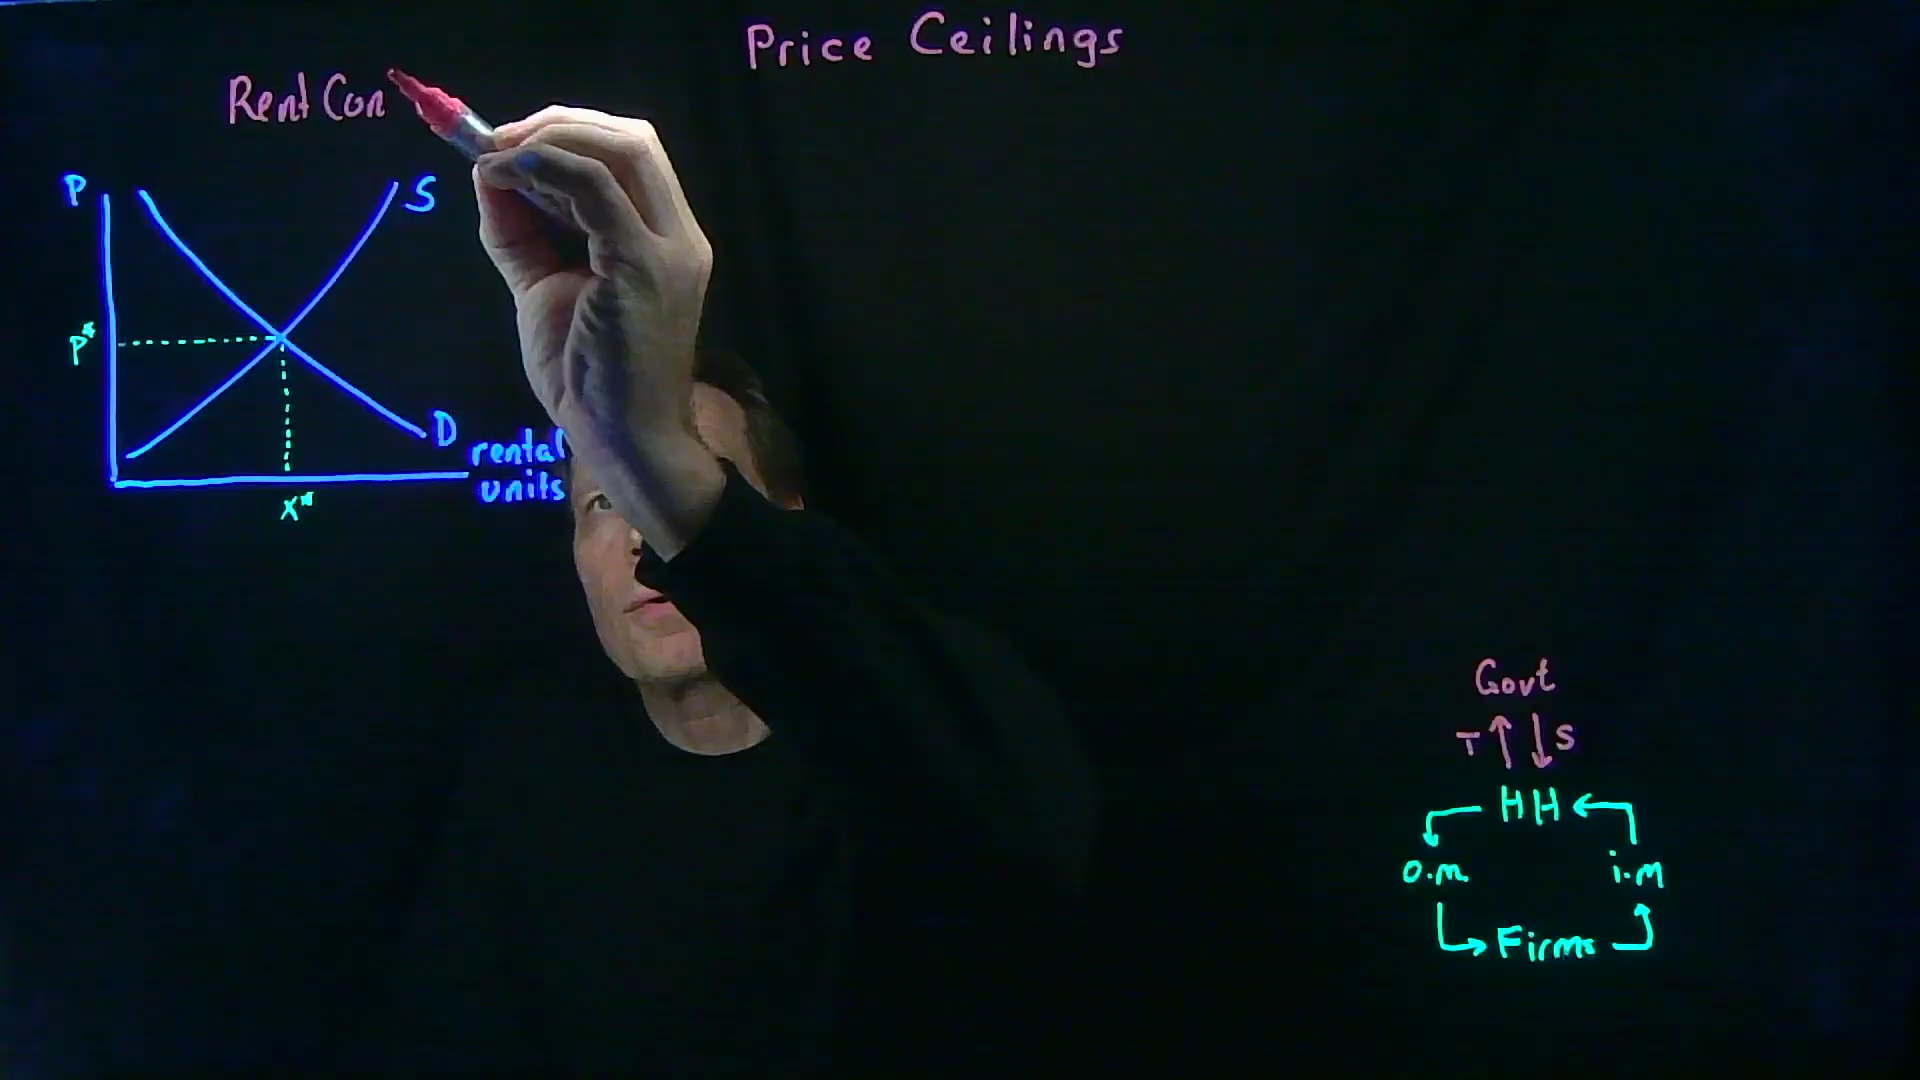 Price Ceilings
Rent Con
P
S
P*
D
rental
units
X*
Govt
T S
HH
o.m. i.m
Firms